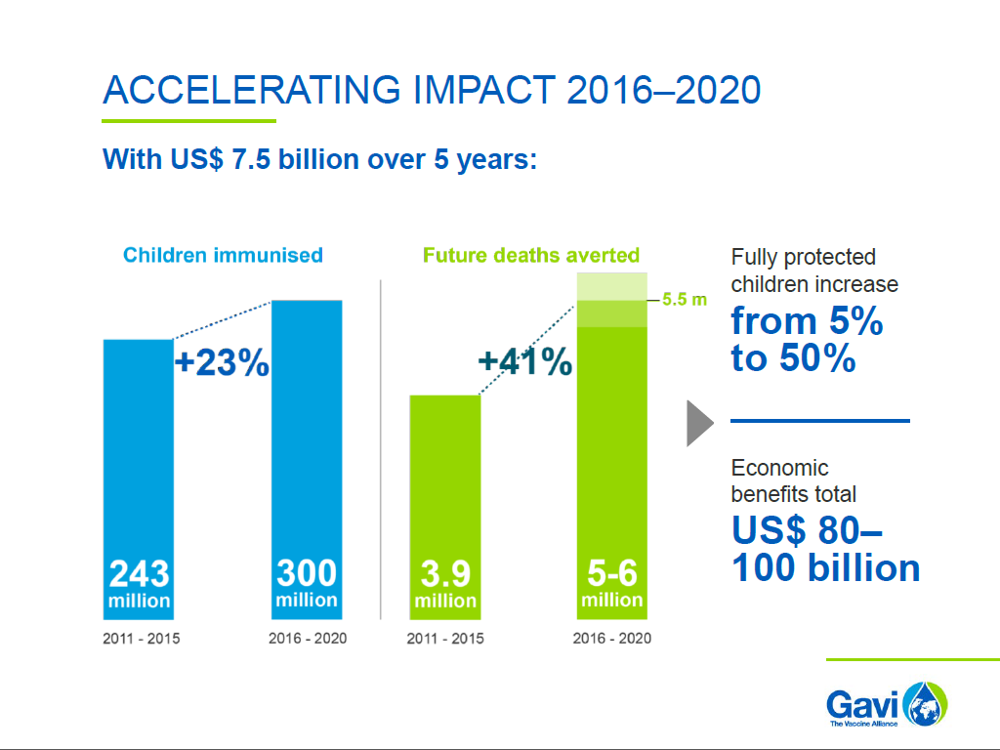 ACCELERATING IMPACT 2016–2020
With US$ 7.5 billion over 5 years:
Children immunised
+23%
243
million
300
million
2011 - 2015
2016 - 2020
Future deaths averted
5.5 m
+41%
3.9
million
5-6
million
2011 - 2015
2016 - 2020
Fully protected
children increase
from 5%
to 50%
Economic
benefits total
US$ 80–
100 billion
Gavi
The Vaccine Alliance